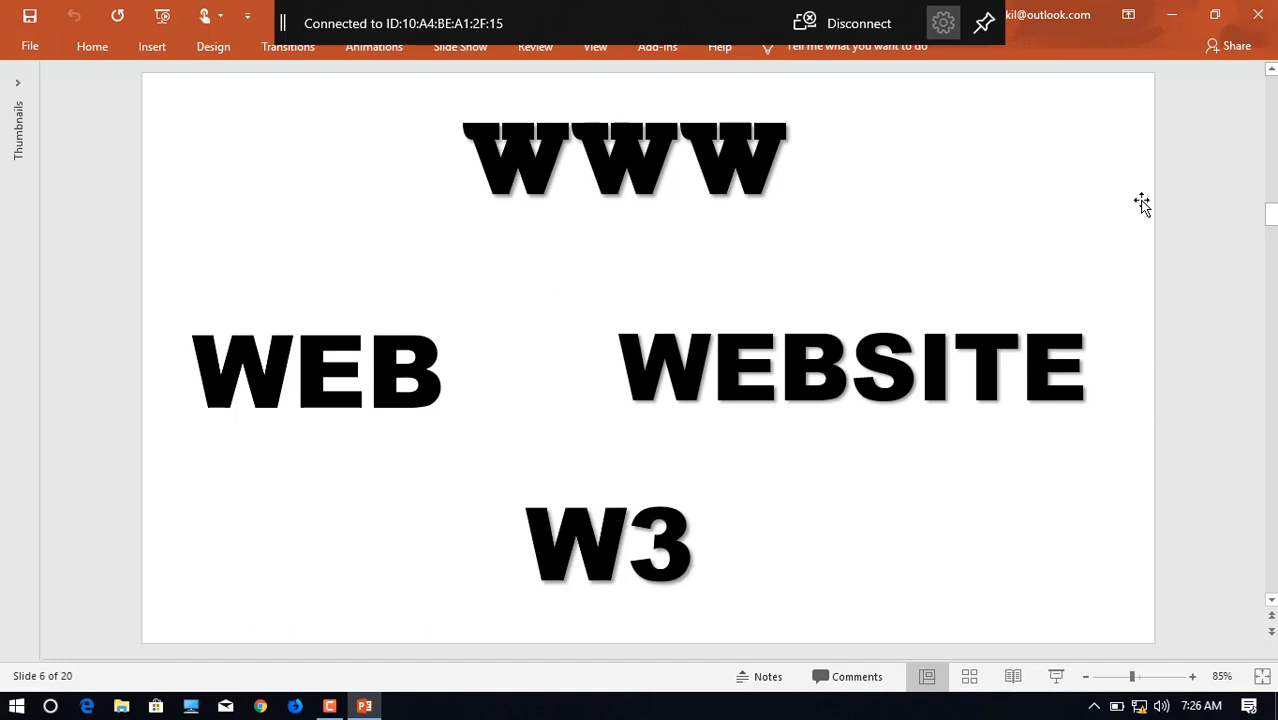 Connected to ID:10:A4:BE:A1:2F:15 Disconnect kil@outlook.com
File Home Insert Design Transitions Animations Slide Show Review View Add-ins Help Tell me what you want to do Share
Thumbnails
WWW
WEB WEBSITE
W3
Slide 6 of 20 Notes Comments 85%
7:26 AM